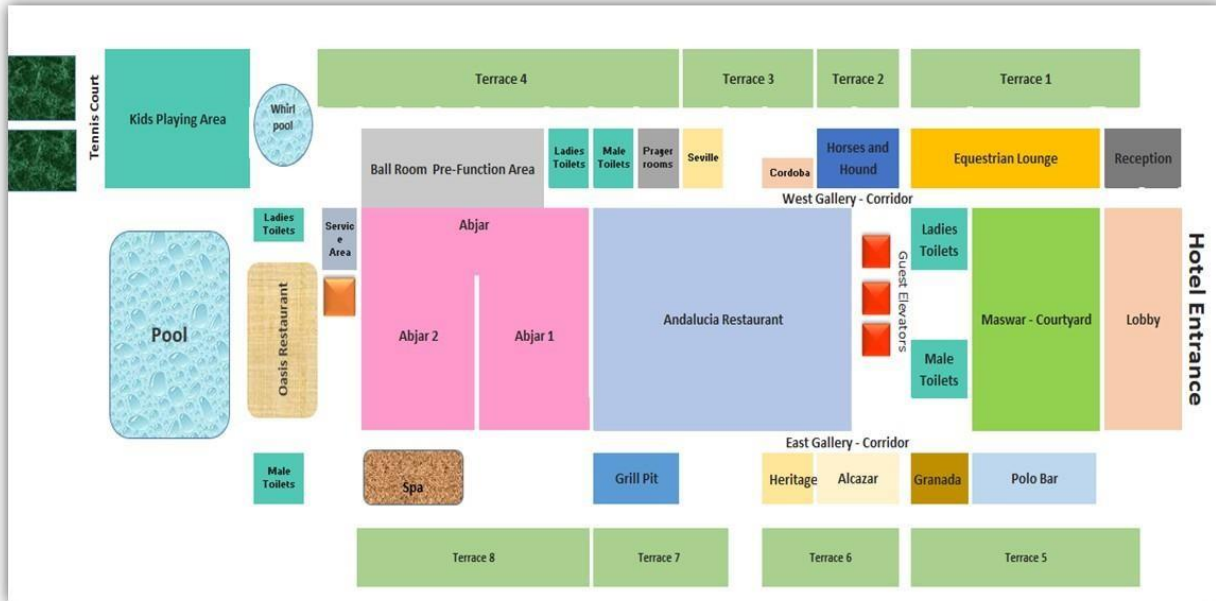 Terrace 4
Terrace 3
Terrace 2
Terrace 1
Tennis Court
Kids Playing Area
Whirl
pool
Ball Room Pre-Function Area
Ladies
Toilets
Male
Toilets
Prayer
rooms
Seville
Cordoba
Horses and
Hound
Equestrian Lounge
Reception
West Gallery - Corridor
Ladies
Toilets
Servic
e
Area
Abjar
Ladies
Toilets
Guest Elevators
Hotel Entrance
Pool
Oasis Restaurant
Abjar 2
Abjar 1
Andalucia Restaurant
Maswar - Courtyard
Lobby
Male
Toilets
East Gallery - Corridor
Male
Toilets
Spa
Grill Pit
Heritage
Alcazar
Granada
Polo Bar
Terrace 8
Terrace 7
Terrace 6
Terrace 5